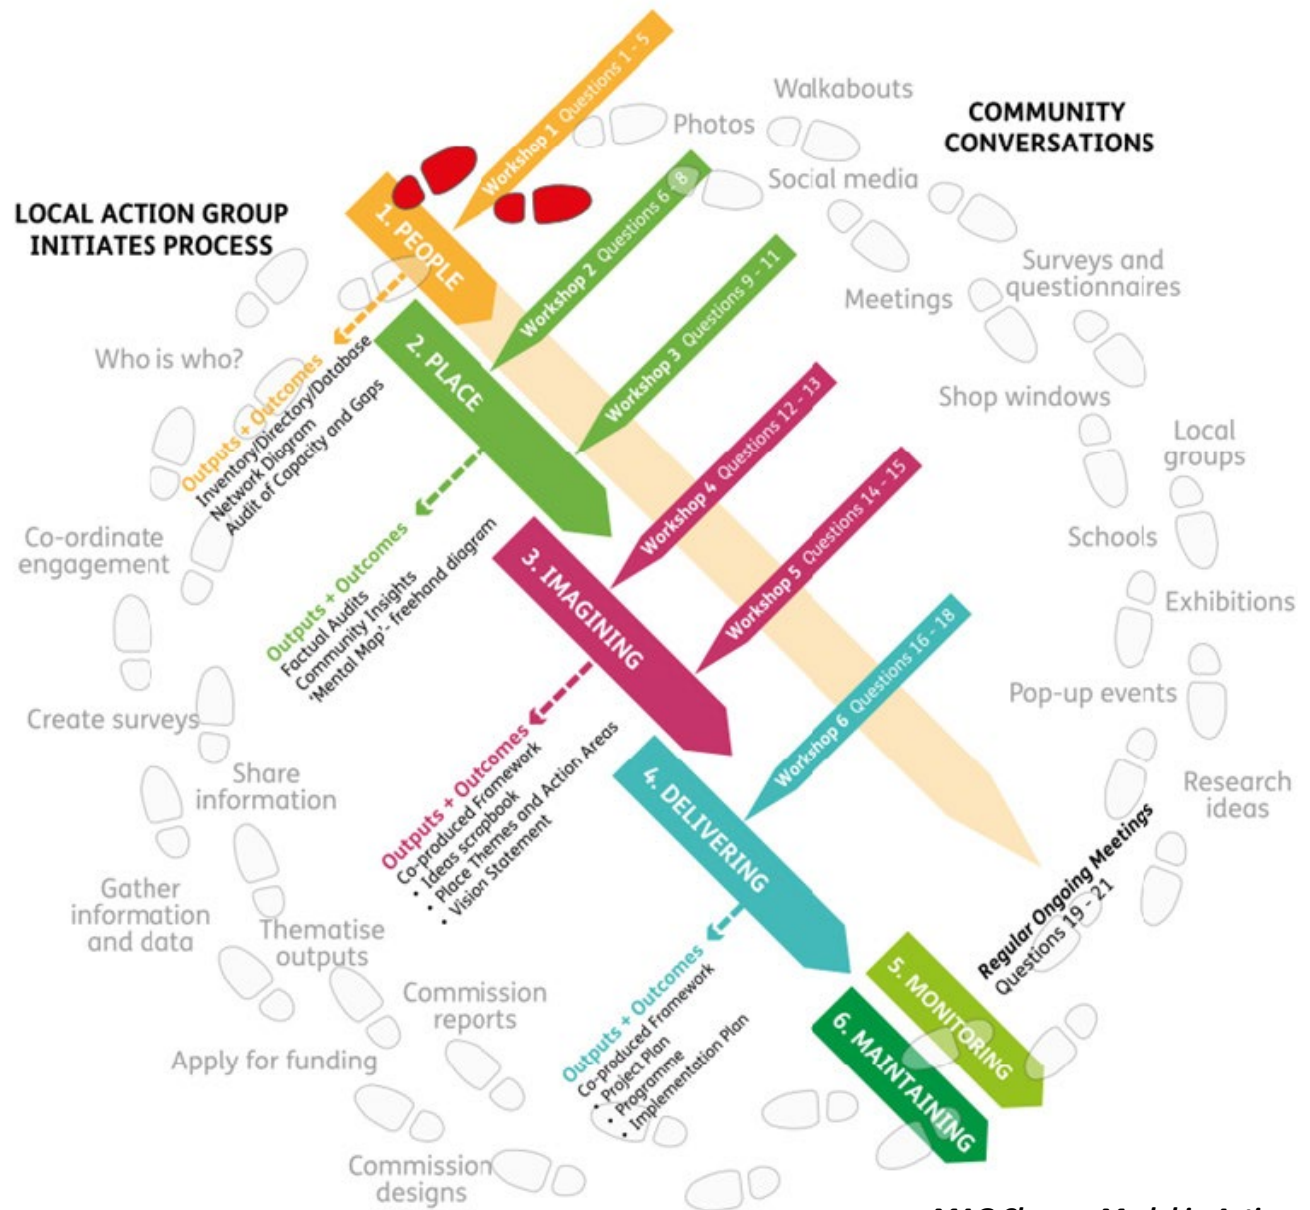 LOCAL ACTION GROUP
INITIATES PROCESS
COMMUNITY
CONVERSATIONS
1. PEOPLE
Workshop 1 Questions 1 - 5
Outputs + Outcomes
Inventory/Directory/Database
Network Diagram
Audit of Capacity and Gaps
2. PLACE
Workshop 2 Questions 6 - 8
Workshop 3 Questions 9 - 11
Outputs + Outcomes
Factual Audits
Community Insights
'Mental Map'- freehand diagram
3. IMAGINING
Workshop 4 Questions 12 - 13
Workshop 5 Questions 14 - 15
Outputs + Outcomes
Co-produced Framework
• Ideas scrapbook
• Place Themes and Action Areas
• Vision Statement
4. DELIVERING
Workshop 6 Questions 16 - 18
Outputs + Outcomes
Co-produced Framework
• Project Plan
• Programme
• Implementation Plan
5. MONITORING
6. MAINTAINING
Regular Ongoing Meetings
Questions 19 - 21
Who is who?
Co-ordinate
engagement
Create surveys
Share
information
Gather
information
and data
Thematise
outputs
Commission
reports
Apply for funding
Commission
designs
Photos
Walkabouts
Social media
Meetings
Surveys and
questionnaires
Shop windows
Local
groups
Schools
Exhibitions
Pop-up events
Research
ideas